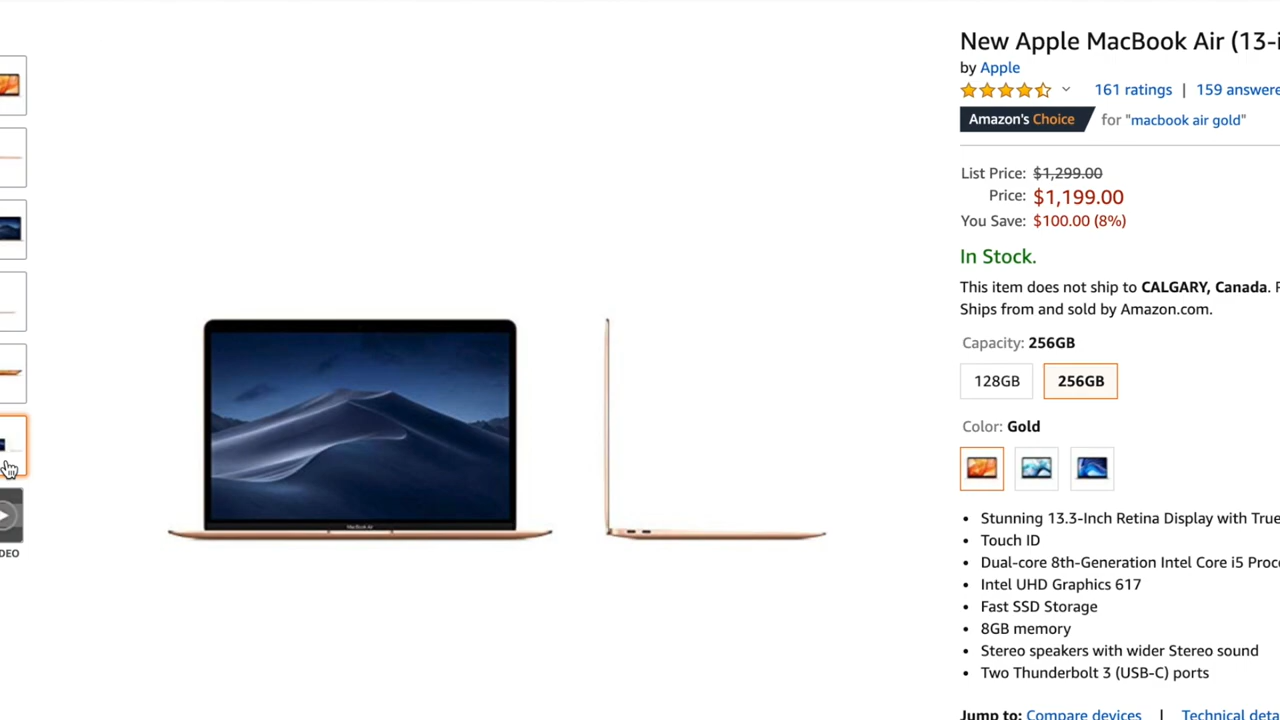 New Apple MacBook Air (13-i
by Apple
161 ratings | 159 answere
Amazon's Choice for "macbook air gold"
List Price: $1,299.00
Price: $1,199.00
You Save: $100.00 (8%)
In Stock.
This item does not ship to CALGARY, Canada. P
Ships from and sold by Amazon.com.
Capacity: 256GB
128GB 256GB
Color: Gold
MacBook Air
DEO
• Stunning 13.3-Inch Retina Display with True
• Touch ID
• Dual-core 8th-Generation Intel Core i5 Proce
• Intel UHD Graphics 617
• Fast SSD Storage
• 8GB memory
• Stereo speakers with wider Stereo sound
• Two Thunderbolt 3 (USB-C) ports
Jump to: Compare devices | Technical deta